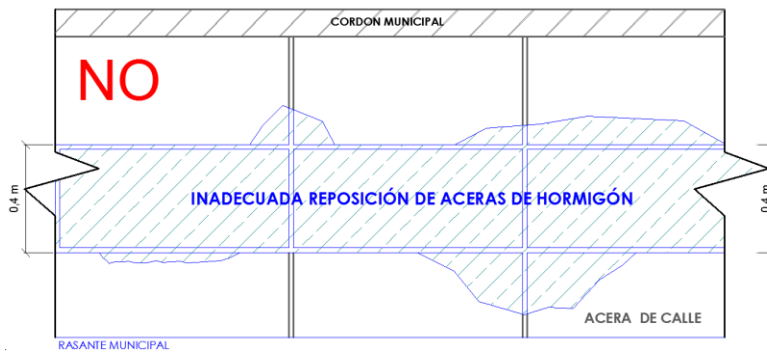 CORDON MUNICIPAL
NO
0,4 m
INADECUADA REPOSICIÓN DE ACERAS DE HORMIGÓN
0,4 m
ACERA DE CALLE
RASANTE MUNICIPAL